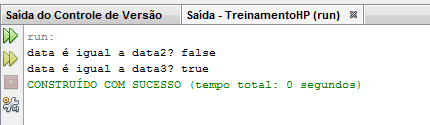 Saída do Controle de Versão
Saída - TreinamentoHP (run)
run:
data é igual a data2? false
data é igual a data3? true
CONSTRUÍDO COM SUCESSO (tempo total: 0 segundos)